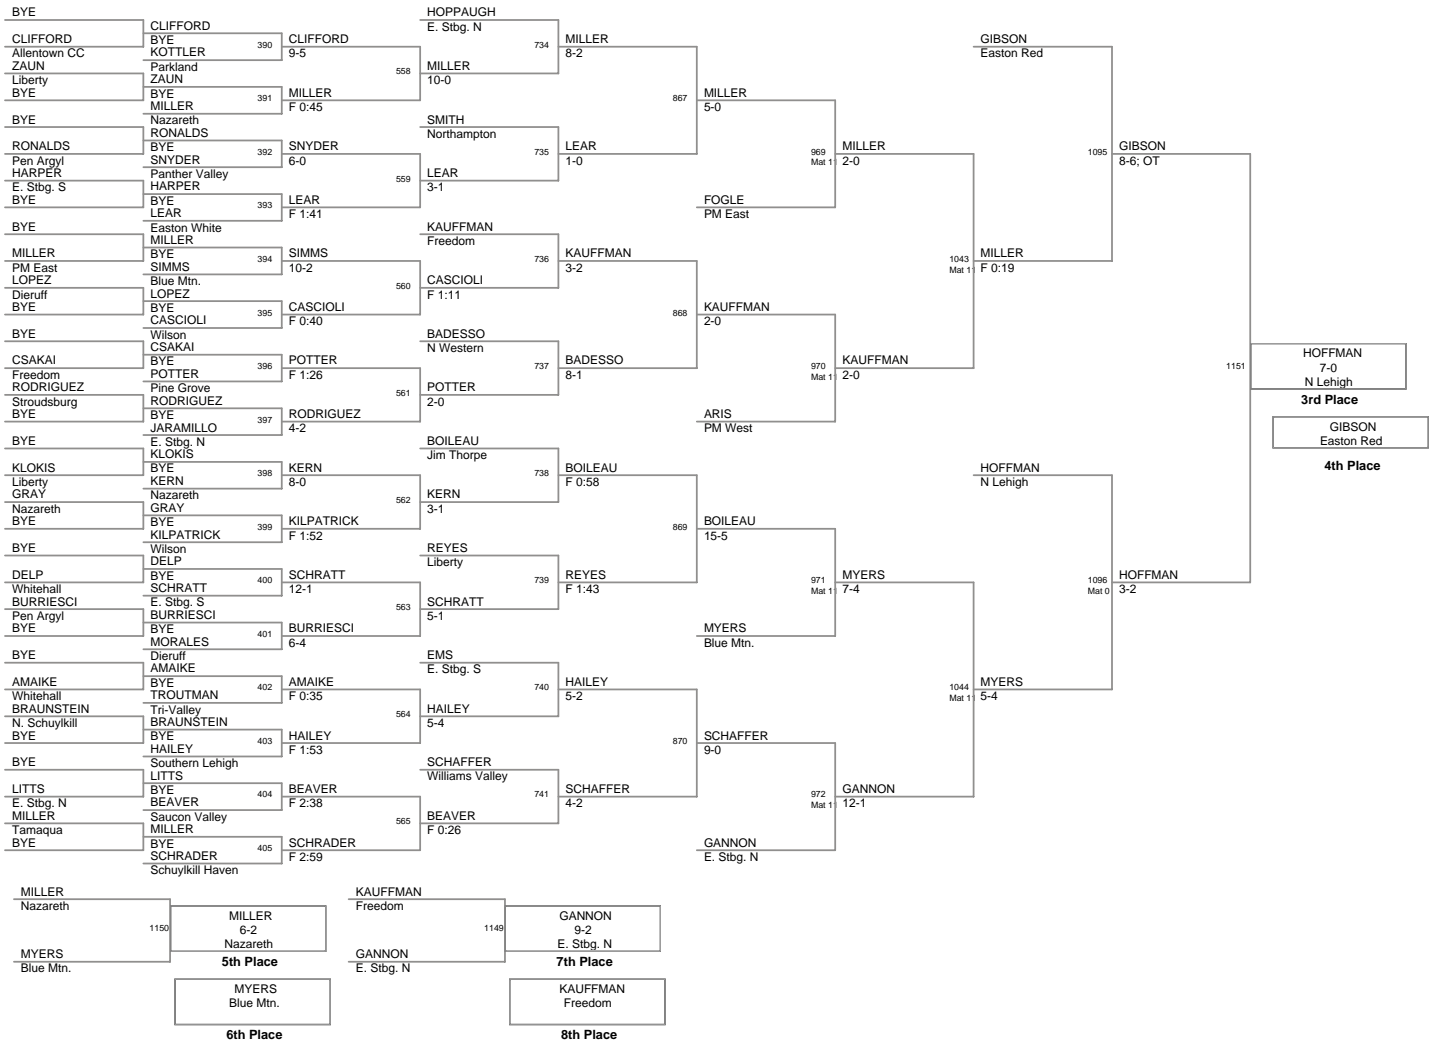 BYE
CLIFFORD
Allentown CC
ZAUN
Liberty
BYE
BYE
RONALDS
Pen Argyl
HARPER
E. Stbg. S
BYE
BYE
MILLER
PM East
LOPEZ
Dieruff
BYE
BYE
CSAKAI
Freedom
RODRIGUEZ
Stroudsburg
BYE
BYE
KLOKIS
Liberty
GRAY
Nazareth
BYE
BYE
DELP
Whitehall
BURRIESCI
Pen Argyl
BYE
BYE
AMAIKE
Whitehall
BRAUNSTEIN
N. Schuylkill
BYE
BYE
LITTS
E. Stbg. N
MILLER
Tamaqua
BYE
CLIFFORD
BYE
390
KOTTLER
Parkland
ZAUN
BYE
391
MILLER
Nazareth
RONALDS
BYE
392
SNYDER
Panther Valley
HARPER
BYE
393
LEAR
Easton White
MILLER
BYE
394
SIMMS
Blue Mtn.
LOPEZ
BYE
395
CASCIOLI
Wilson
CSAKAI
BYE
396
POTTER
Pine Grove
RODRIGUEZ
BYE
397
JARAMILLO
E. Stbg. N
KLOKIS
BYE
398
KERN
Nazareth
GRAY
BYE
399
KILPATRICK
Wilson
DELP
BYE
400
SCHRATT
E. Stbg. S
BURRIESCI
BYE
401
MORALES
Dieruff
AMAIKE
BYE
402
TROUTMAN
Tri-Valley
BRAUNSTEIN
BYE
403
HAILEY
Southern Lehigh
LITTS
BYE
404
BEAVER
Saucon Valley
MILLER
BYE
405
SCHRADER
Schuylkill Haven
CLIFFORD
9-5
558
MILLER
F 0:45
SNYDER
6-0
559
LEAR
F 1:41
SIMMS
10-2
560
CASCIOLI
F 0:40
POTTER
F 1:26
561
RODRIGUEZ
4-2
KERN
8-0
562
KILPATRICK
F 1:52
SCHRATT
12-1
563
BURRIESCI
6-4
AMAIKE
F 0:35
564
HAILEY
F 1:53
BEAVER
F 2:38
565
SCHRADER
F 2:59
HOPPAUGH
E. Stbg. N
734
MILLER
10-0
SMITH
Northampton
735
LEAR
3-1
KAUFFMAN
Freedom
736
CASCIOLI
F 1:11
BADESSO
N Western
737
POTTER
2-0
BOILEAU
Jim Thorpe
738
KERN
3-1
REYES
Liberty
739
SCHRATT
5-1
EMS
E. Stbg. S
740
HAILEY
5-4
SCHAFFER
Williams Valley
741
BEAVER
F 0:26
MILLER
8-2
867
LEAR
1-0
KAUFFMAN
3-2
868
BADESSO
8-1
BOILEAU
F 0:58
869
REYES
F 1:43
HAILEY
5-2
870
SCHAFFER
4-2
MILLER
5-0
969
Mat 11
FOGLE
PM East
KAUFFMAN
2-0
970
Mat 11
ARIS
PM West
BOILEAU
15-5
971
Mat 11
MYERS
Blue Mtn.
SCHAFFER
9-0
972
Mat 11
GANNON
E. Stbg. N
MILLER
2-0
1043
Mat 11
KAUFFMAN
2-0
MYERS
7-4
1044
Mat 11
GANNON
12-1
GIBSON
Easton Red
1095
MILLER
F 0:19
HOFFMAN
N Lehigh
1096
Mat 0
MYERS
5-4
GIBSON
8-6; OT
1151
HOFFMAN
3-2
HOFFMAN
7-0
N Lehigh
3rd Place
GIBSON
Easton Red
4th Place
MILLER
Nazareth
1150
MYERS
Blue Mtn.
MILLER
6-2
Nazareth
5th Place
MYERS
Blue Mtn.
6th Place
KAUFFMAN
Freedom
1149
GANNON
E. Stbg. N
GANNON
9-2
E. Stbg. N
7th Place
KAUFFMAN
Freedom
8th Place